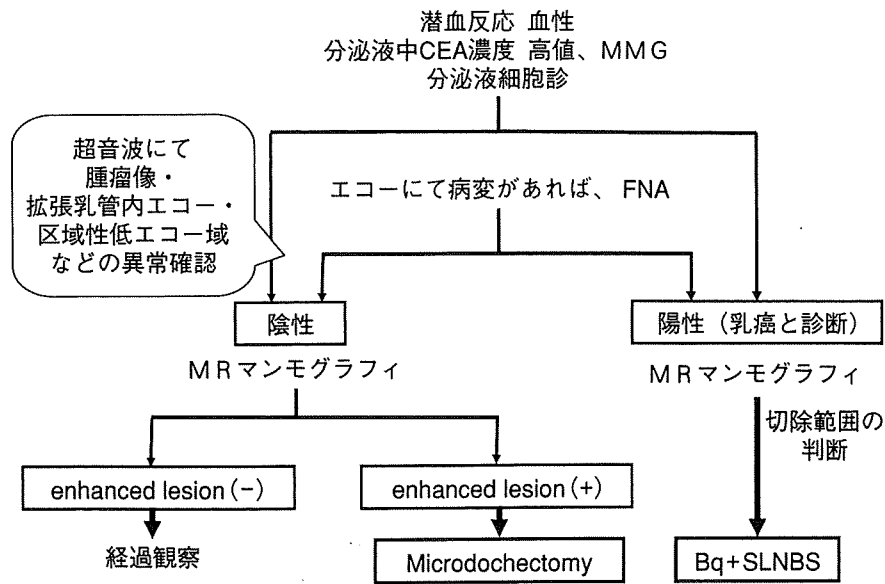 潜血反応 血性
分泌液中CEA濃度 高値、MMG
分泌液細胞診
超音波にて
腫瘤像・
拡張乳管内エコー・
区域性低エコー域
などの異常確認
エコーにて病変があれば、FNA
陰性
陽性（乳癌と診断）
MRマンモグラフィ
MRマンモグラフィ
切除範囲の
判断
enhanced lesion(−)
enhanced lesion(+)
経過観察
Microdochectomy
Bq+SLNBS